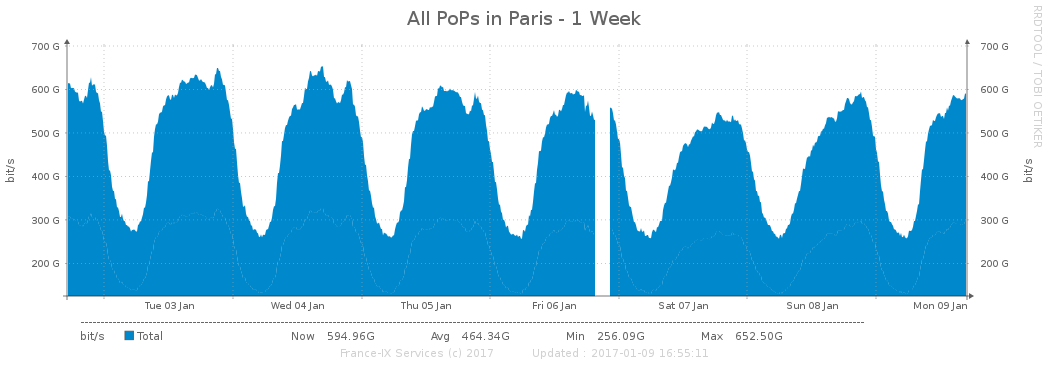 All PoPs in Paris - 1 Week
RRDTOOL / TOBI OETIKER
700 G 700 G
600 G 600 G
500 G 500 G
400 G 400 G
300 G 300 G
200 G 200 G
bit/s
bit/s
Tue 03 Jan Wed 04 Jan Thu 05 Jan Fri 06 Jan Sat 07 Jan Sun 08 Jan Mon 09 Jan
bit/s Total Now 594.96G Avg 464.34G Min 256.09G Max 652.50G
France-IX Services (c) 2017 Updated : 2017-01-09 16:55:11